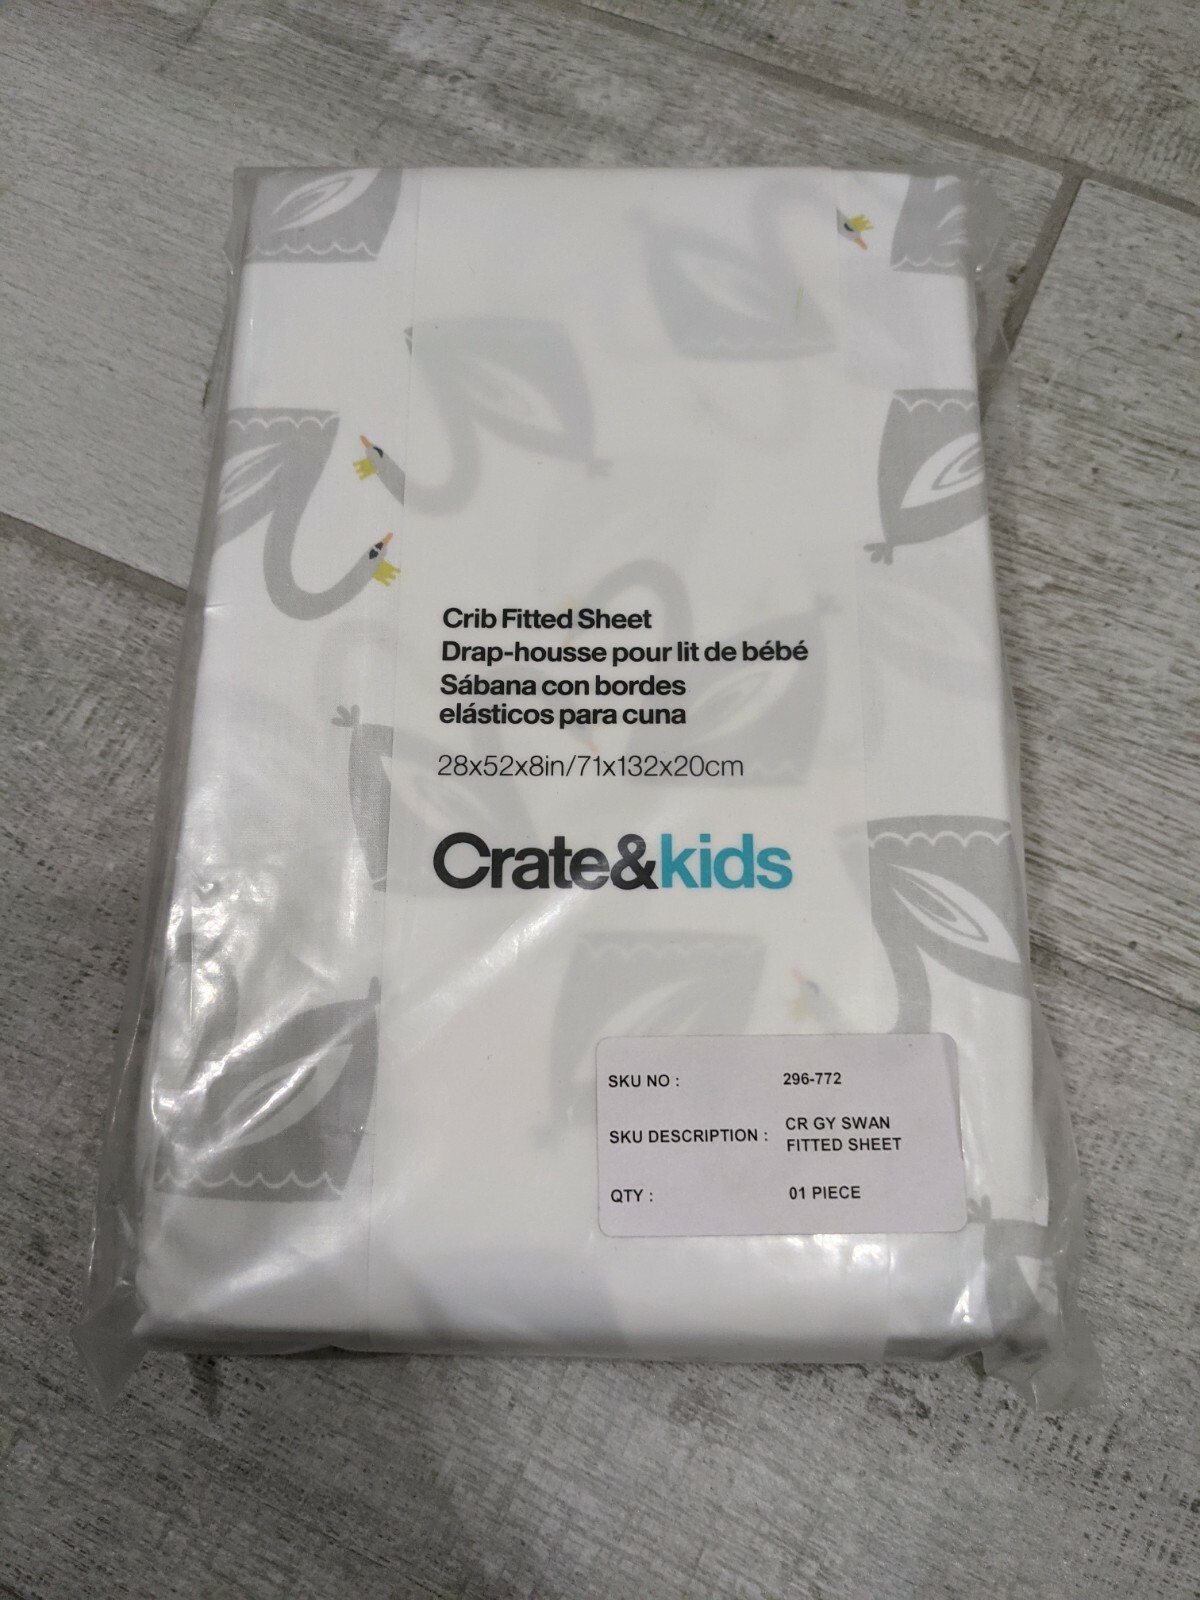 Crib Fitted Sheet
Drap-housse pour lit de bébé
Sábana con bordes
elásticos para cuna
28x52x8in/71x132x20cm
Crate&kids
SKU NO : 296-772
SKU DESCRIPTION : CR GY SWAN
FITTED SHEET
QTY : 01 PIECE